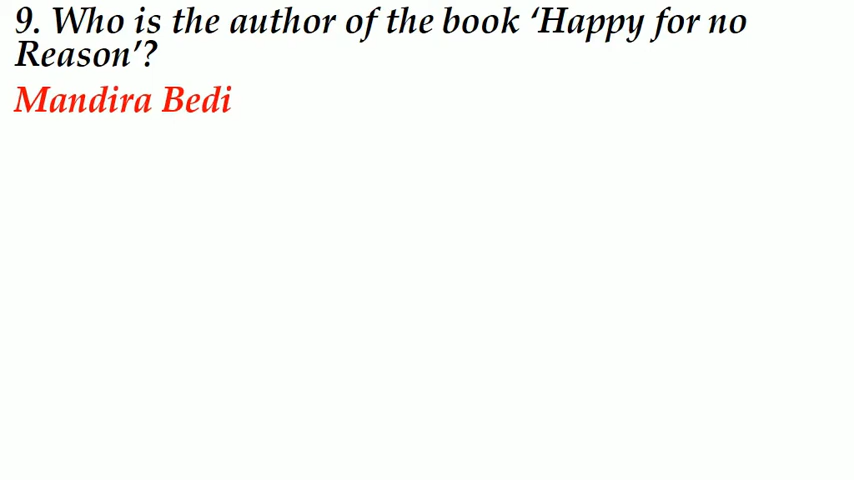 9. Who is the author of the book ‘Happy for no
Reason’?
Mandira Bedi